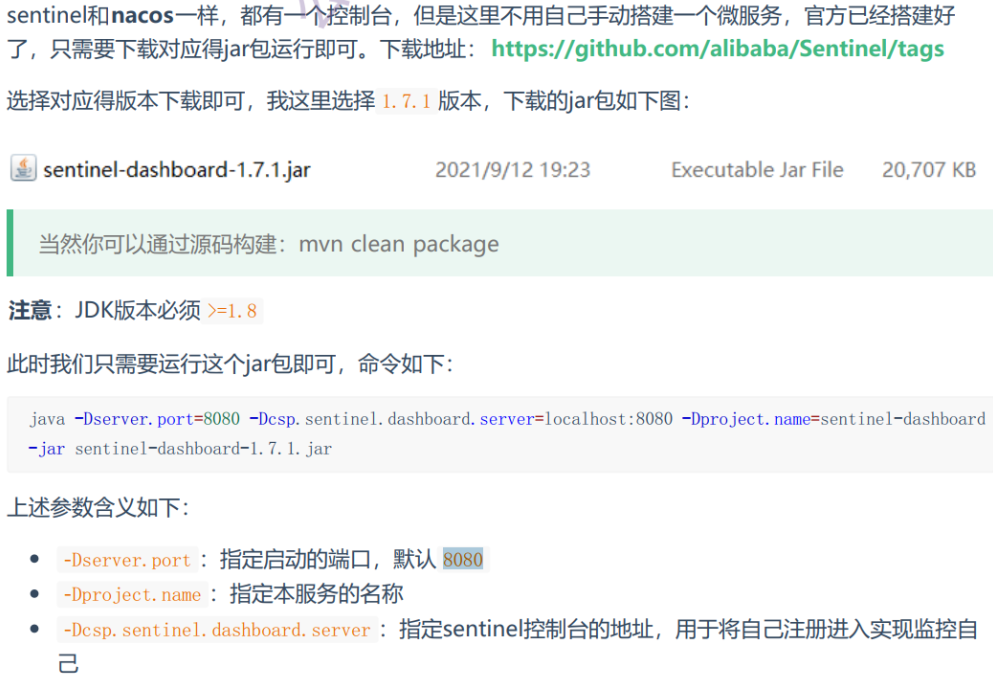 sentinel和nacos一样，都有一个控制台，但是这里不用自己手动搭建一个微服务，官方已经搭建好
了，只需要下载对应得jar包运行即可。下载地址：https://github.com/alibaba/Sentinel/tags
选择对应得版本下载即可，我这里选择 1.7.1 版本，下载的jar包如下图：
sentinel-dashboard-1.7.1.jar 2021/9/12 19:23 Executable Jar File 20,707 KB
当然你可以通过源码构建：mvn clean package
注意：JDK版本必须 >=1.8
此时我们只需要运行这个jar包即可，命令如下：
java -Dserver.port=8080 -Dcsp.sentinel.dashboard.server=localhost:8080 -Dproject.name=sentinel-dashboard
-jar sentinel-dashboard-1.7.1.jar
上述参数含义如下：
• -Dserver.port：指定启动的端口，默认 8080
• -Dproject.name：指定本服务的名称
• -Dcsp.sentinel.dashboard.server：指定sentinel控制台的地址，用于将自己注册进入实现监控自
己